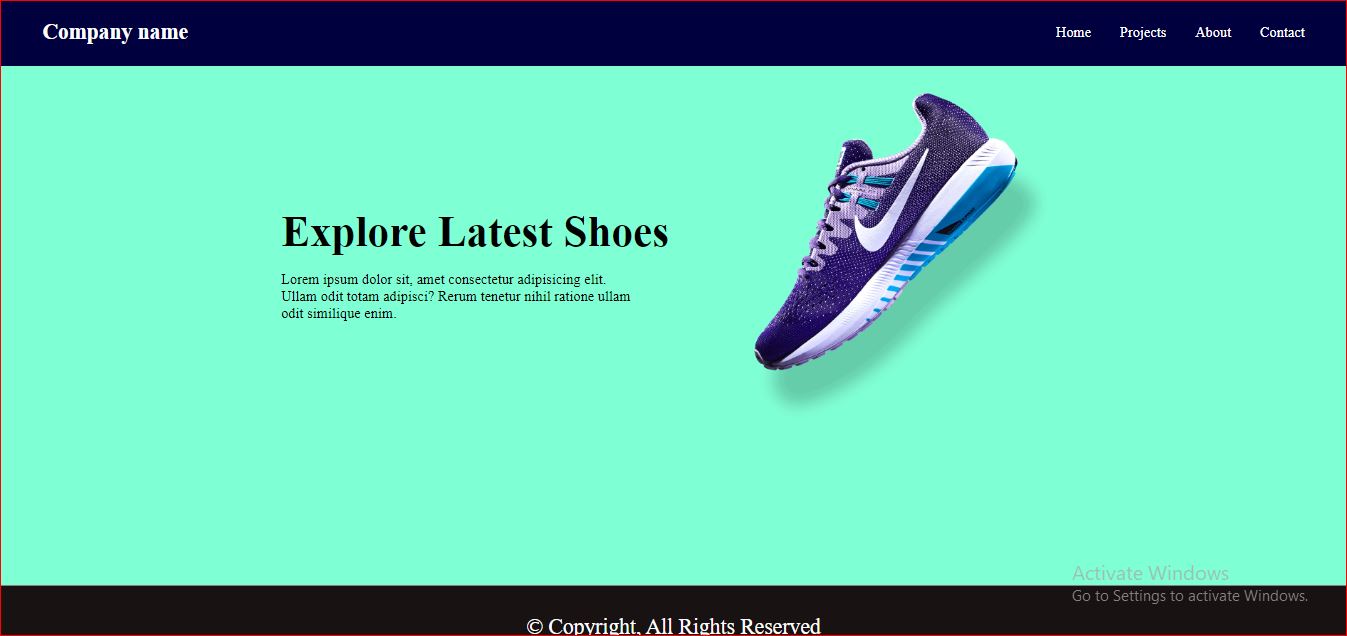 Company name
Home Projects About Contact
Explore Latest Shoes
Lorem ipsum dolor sit, amet consectetur adipisicing elit.
Ullam odit totam adipisci? Rerum tenetur nihil ratione ullam
odit similique enim.
Activate Windows
Go to Settings to activate Windows.
© Copyright, All Rights Reserved